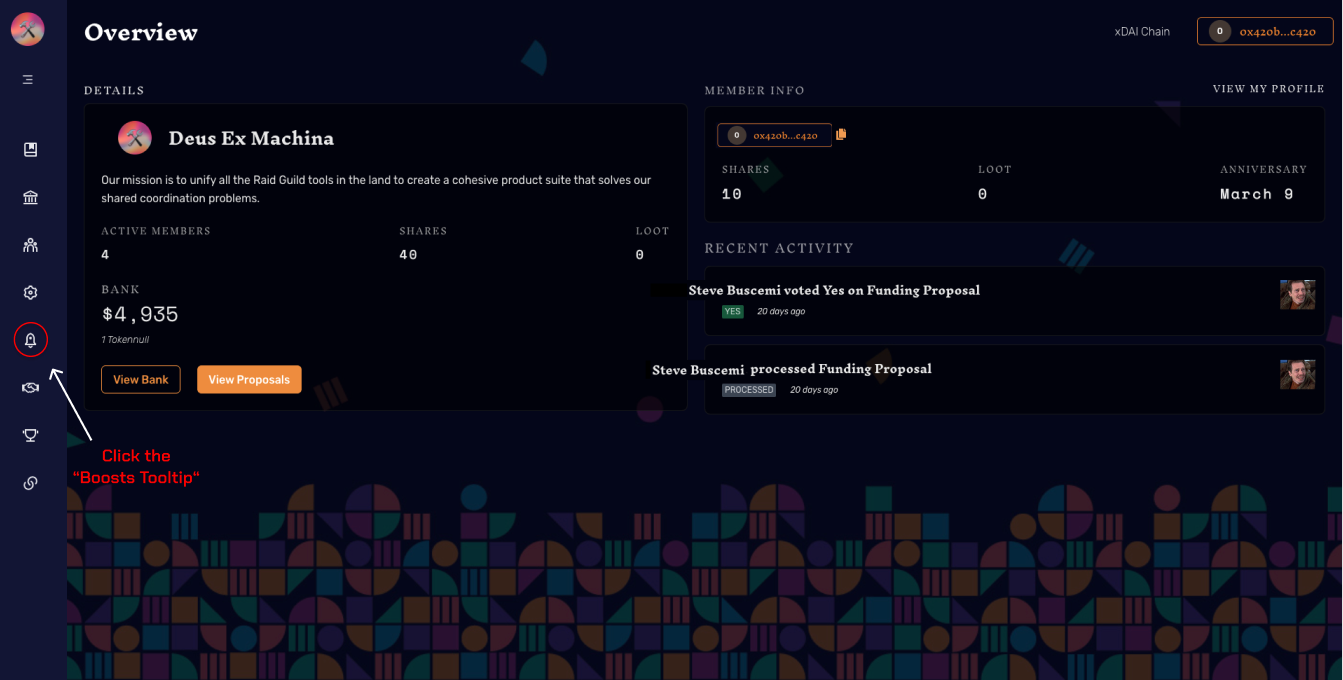 Overview
xDAI Chain
0 0x420b...c420
DETAILS
Deus Ex Machina
Our mission is to unify all the Raid Guild tools in the land to create a cohesive product suite that solves our
shared coordination problems.
ACTIVE MEMBERS
4
SHARES
40
LOOT
0
BANK
$4,935
1 Tokennull
View Bank
View Proposals
MEMBER INFO
VIEW MY PROFILE
0 0x420b...c420
SHARES
10
LOOT
0
ANNIVERSARY
March 9
RECENT ACTIVITY
Steve Buscemi voted Yes on Funding Proposal
YES 20 days ago
Steve Buscemi processed Funding Proposal
PROCESSED 20 days ago
Click the
"Boosts Tooltip"